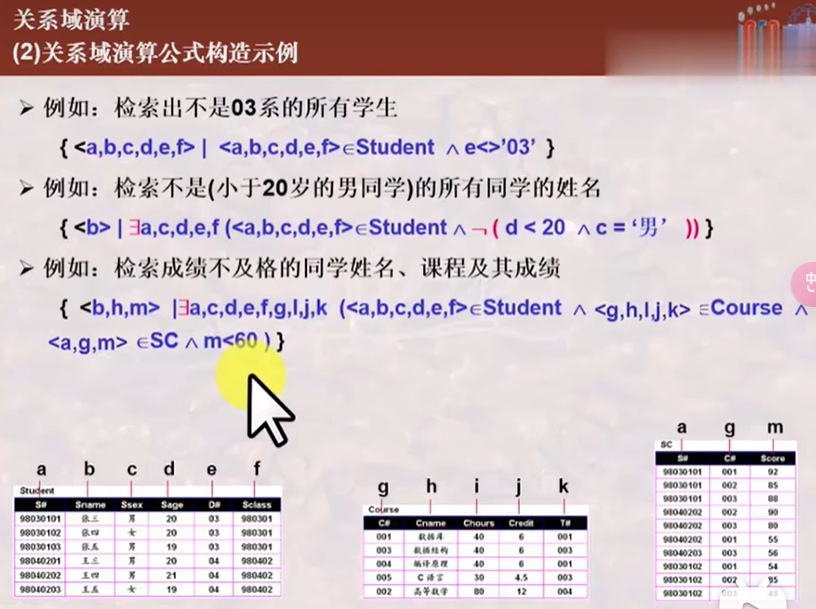 关系域演算
(2)关系域演算公式构造示例
➢ 例如：检索出不是03系的所有学生
{ <a,b,c,d,e,f> | <a,b,c,d,e,f>∈Student ∧ e<>’03’ }
➢ 例如：检索不是(小于20岁的男同学)的所有同学的姓名
{ <b> | ∃a,c,d,e,f (<a,b,c,d,e,f>∈Student ∧ ¬ ( d < 20 ∧ c = ‘男’ )) }
➢ 例如：检索成绩不及格的同学姓名、课程及其成绩
{ <b,h,m> |∃a,c,d,e,f,g,I,j,k (<a,b,c,d,e,f>∈Student ∧ <g,h,I,j,k> ∈Course ∧
<a,g,m> ∈SC ∧ m<60 ) }
a b c d e f
Student
S# Sname Ssex Sage D# Sclass
98030101 张三 男 20 03 980301
98030102 张四 女 20 03 980301
98030103 张五 男 19 03 980301
98040201 王三 男 20 04 980402
98040202 王四 男 21 04 980402
98040203 王五 女 19 04 980402
g h i j k
Course
C# Cname Chours Credit T#
001 数据库 40 6 001
003 数据结构 40 6 003
004 编译原理 40 6 001
005 C语言 30 4.5 003
002 高等数学 80 12 004
a g m
SC
S# C# Score
98030101 001 92
98030101 002 85
98030101 003 88
98040202 002 90
98040202 003 80
98040202 001 55
98040203 003 56
98030102 001 54
98030102 002 85
98030102 003 48
中